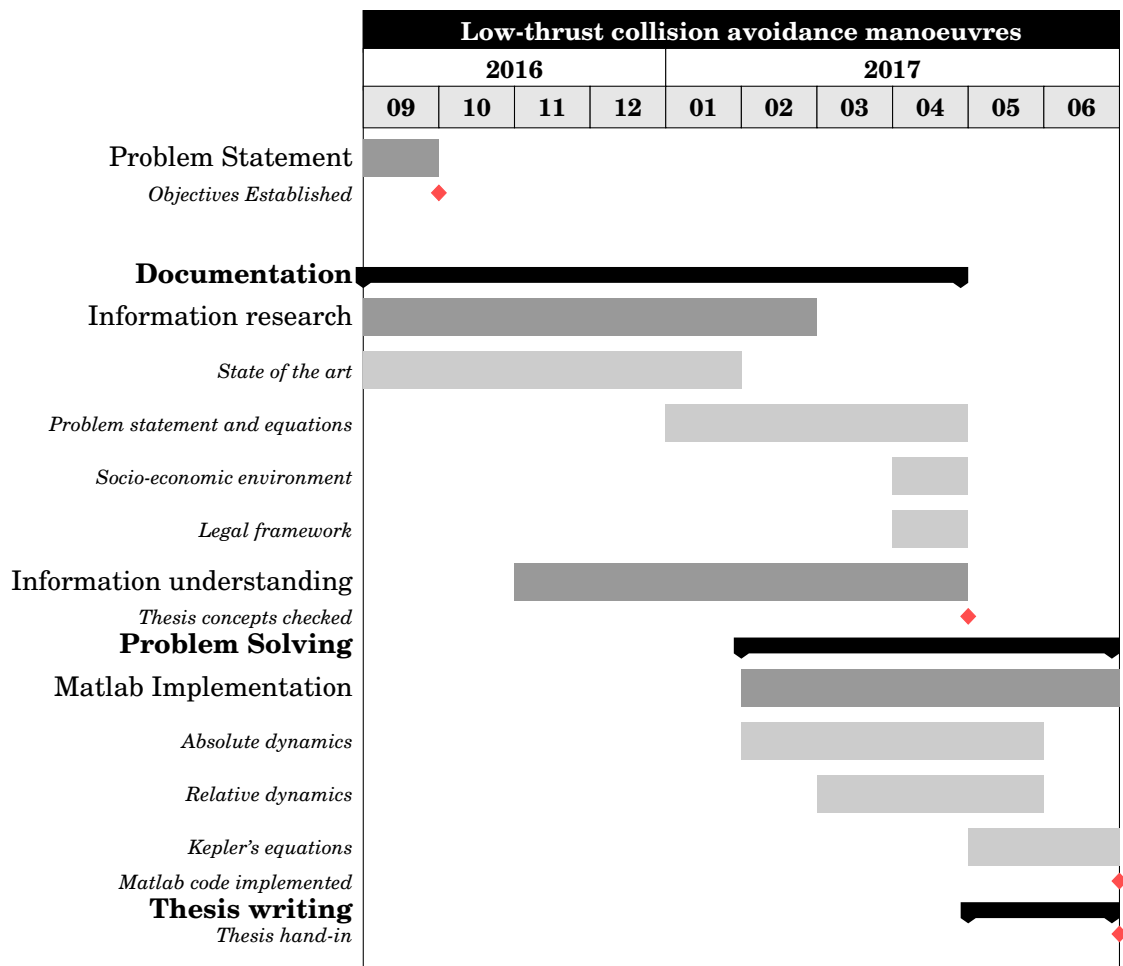 Low-thrust collision avoidance manoeuvres
2016 2017
09 10 11 12 01 02 03 04 05 06
Problem Statement
Objectives Established
Documentation
Information research
State of the art
Problem statement and equations
Socio-economic environment
Legal framework
Information understanding
Thesis concepts checked
Problem Solving
Matlab Implementation
Absolute dynamics
Relative dynamics
Kepler's equations
Matlab code implemented
Thesis writing
Thesis hand-in